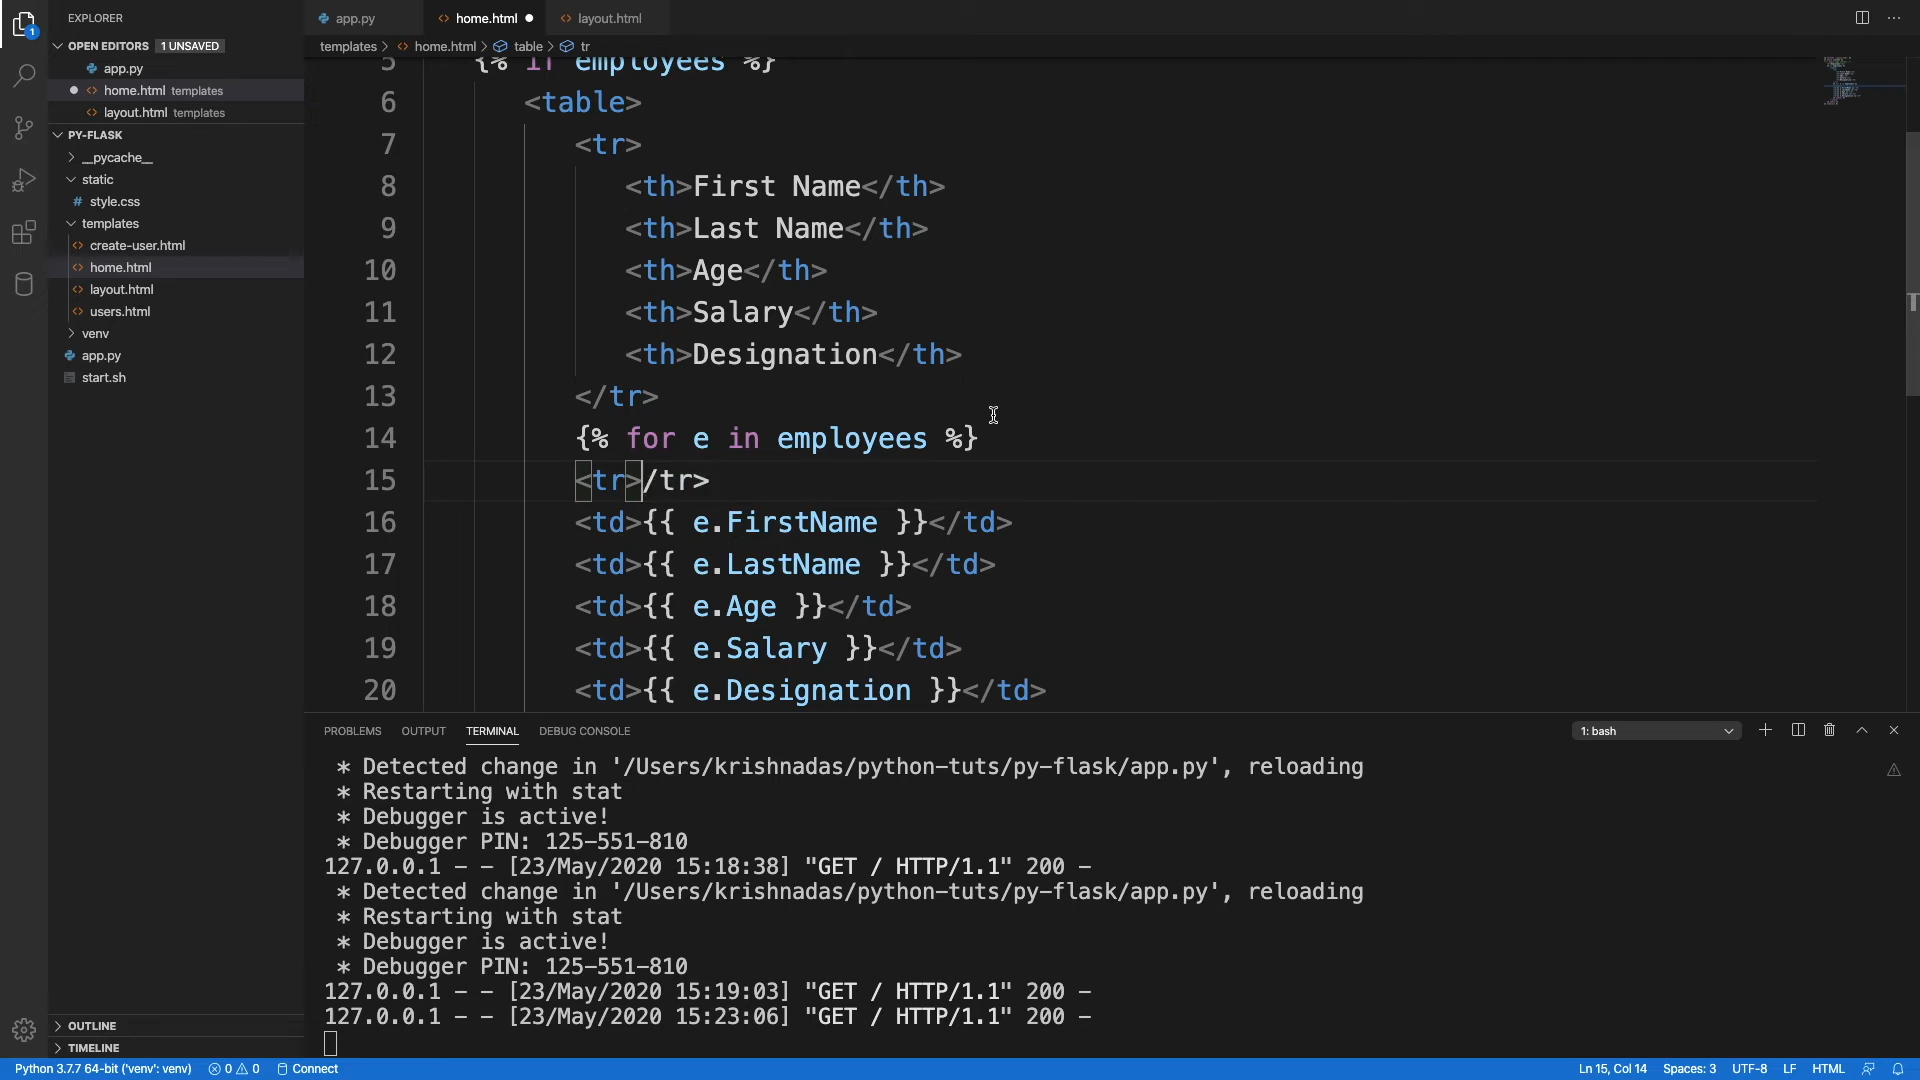 EXPLORER
app.py
home.html
layout.html
OPEN EDITORS 1 UNSAVED
app.py
home.html templates
layout.html templates
PY-FLASK
__pycache__
static
style.css
templates
create-user.html
home.html
layout.html
users.html
venv
app.py
start.sh
OUTLINE
TIMELINE
templates > home.html > table > tr
5 {% if employees %}
6 <table>
7 <tr>
8 <th>First Name</th>
9 <th>Last Name</th>
10 <th>Age</th>
11 <th>Salary</th>
12 <th>Designation</th>
13 </tr>
14 {% for e in employees %}
15 <tr>/tr>
16 <td>{{ e.FirstName }}</td>
17 <td>{{ e.LastName }}</td>
18 <td>{{ e.Age }}</td>
19 <td>{{ e.Salary }}</td>
20 <td>{{ e.Designation }}</td>
PROBLEMS OUTPUT TERMINAL DEBUG CONSOLE 1: bash
* Detected change in '/Users/krishnadas/python-tuts/py-flask/app.py', reloading
* Restarting with stat
* Debugger is active!
* Debugger PIN: 125-551-810
127.0.0.1 - - [23/May/2020 15:18:38] "GET / HTTP/1.1" 200 -
* Detected change in '/Users/krishnadas/python-tuts/py-flask/app.py', reloading
* Restarting with stat
* Debugger is active!
* Debugger PIN: 125-551-810
127.0.0.1 - - [23/May/2020 15:19:03] "GET / HTTP/1.1" 200 -
127.0.0.1 - - [23/May/2020 15:23:06] "GET / HTTP/1.1" 200 -
Python 3.7.7 64-bit ('venv': venv) 0 0 Connect Ln 15, Col 14 Spaces: 3 UTF-8 LF HTML